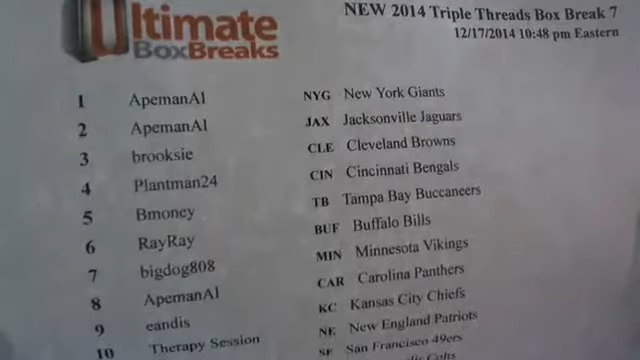 Ultimate
BoxBreaks
NEW 2014 Triple Threads Box Break 7
12/17/2014 10:48 pm Eastern
1 ApemanAl NYG New York Giants
2 ApemanAl JAX Jacksonville Jaguars
3 brooksie CLE Cleveland Browns
4 Plantman24 CIN Cincinnati Bengals
5 Bmoney TB Tampa Bay Buccaneers
6 RayRay BUF Buffalo Bills
7 bigdog808 MIN Minnesota Vikings
8 ApemanAl CAR Carolina Panthers
9 eandis KC Kansas City Chiefs
10 Therapy Session NE New England Patriots
SF San Francisco 49ers
Colts